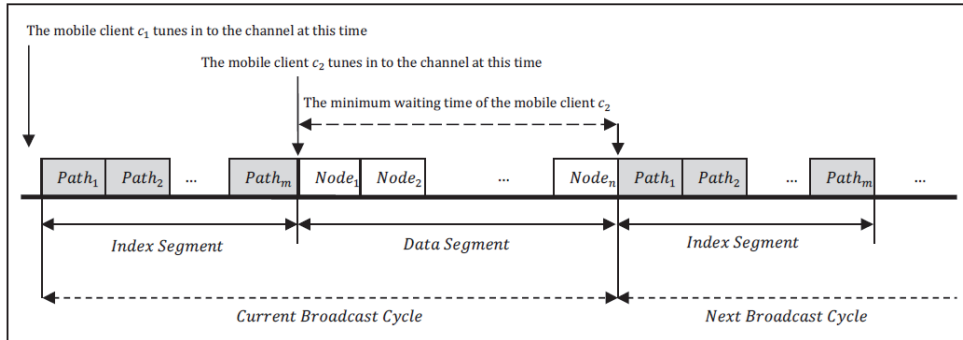 The mobile client c₁ tunes in to the channel at this time
The mobile client c₂ tunes in to the channel at this time
The minimum waiting time of the mobile client c₂
Path₁ Path₂ ... Pathₘ Node₁ Node₂ ... Nodeₙ Path₁ Path₂ ... Pathₘ ...
Index Segment Data Segment Index Segment
Current Broadcast Cycle Next Broadcast Cycle